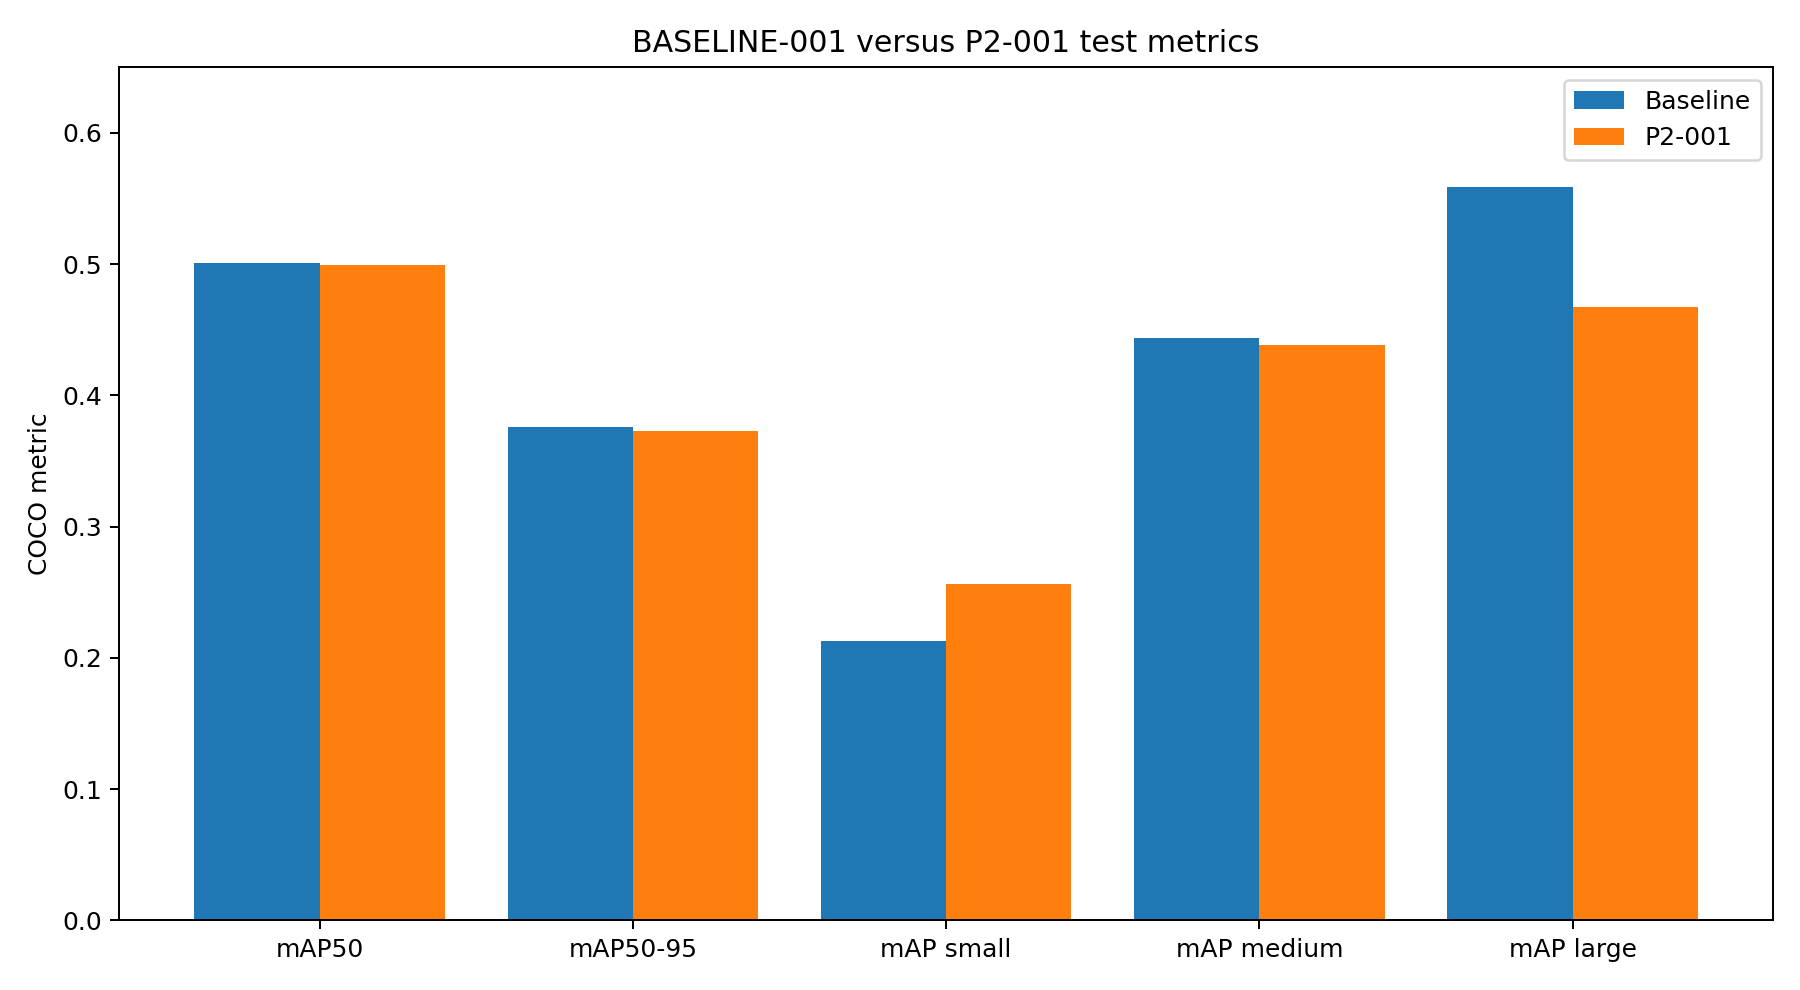 BASELINE-001 versus P2-001 test metrics
Baseline
P2-001
COCO metric
0.6
0.5
0.4
0.3
0.2
0.1
0.0
mAP50
mAP50-95
mAP small
mAP medium
mAP large